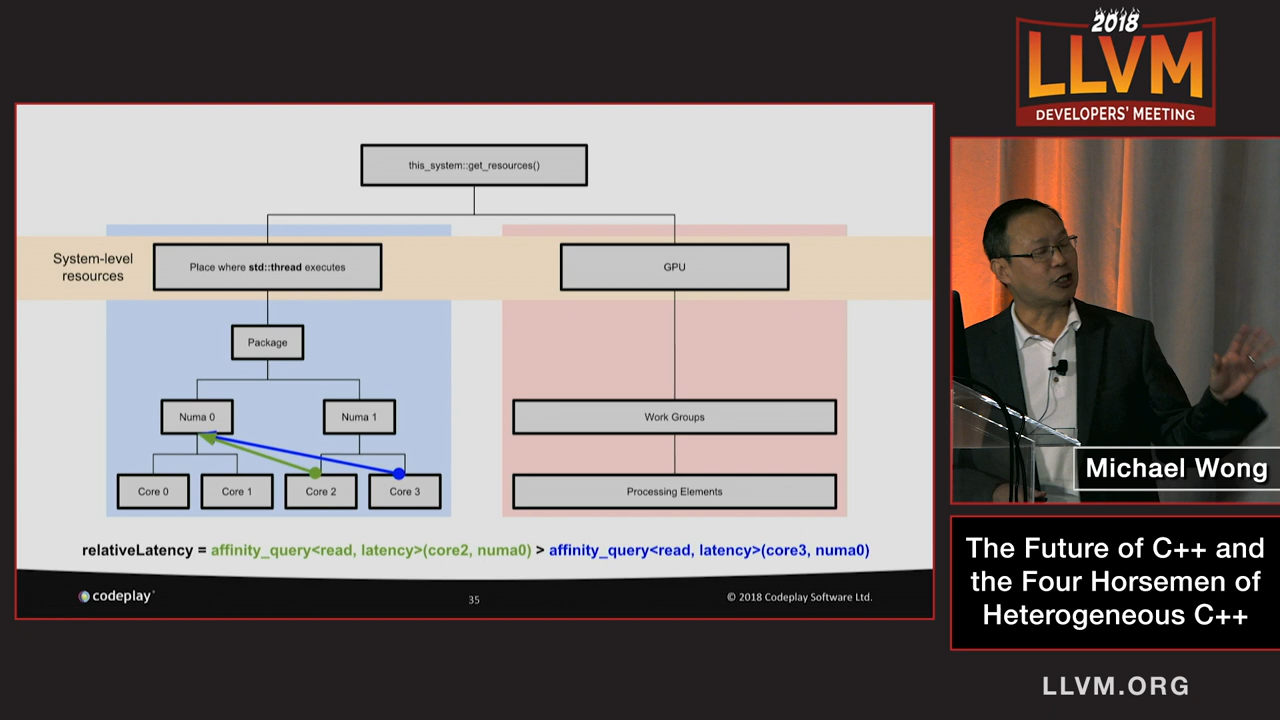 2018
LLVM
DEVELOPERS' MEETING
this_system::get_resources()
System-level
resources
Place where std::thread executes
GPU
Package
Numa 0
Numa 1
Work Groups
Core 0
Core 1
Core 2
Core 3
Processing Elements
relativeLatency = affinity_query<read, latency>(core2, numa0) > affinity_query<read, latency>(core3, numa0)
codeplay
35
© 2018 Codeplay Software Ltd.
Michael Wong
The Future of C++ and
the Four Horsemen of
Heterogeneous C++
LLVM.ORG